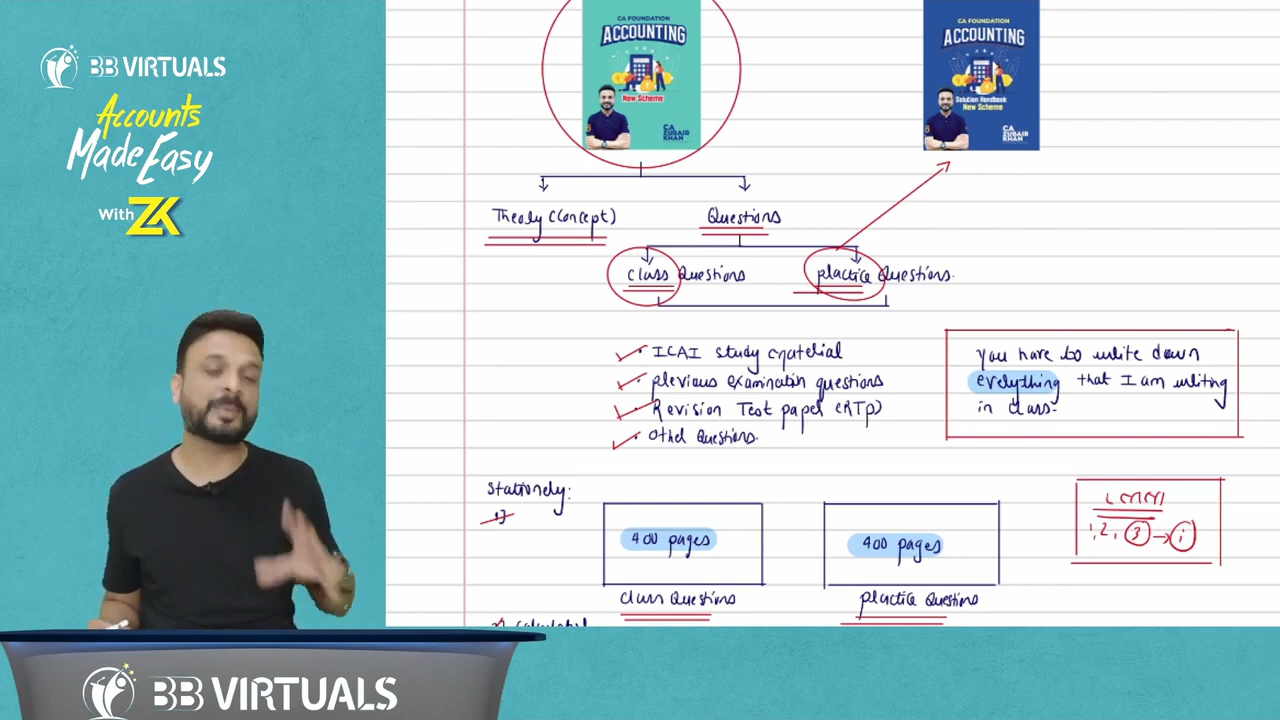 BB VIRTUALS
Accounts
Made Easy
With ZK
CA FOUNDATION
ACCOUNTING
New Scheme
CA
ZUBAIR
KHAN
CA FOUNDATION
ACCOUNTING
Solution Handbook
New Scheme
CA
ZUBAIR
KHAN
Theory (Concept)
Questions
class Questions
practice Questions.
• ICAI study material
• previous examination questions
• Revision Test paper (RTP)
• other Questions.
you have to write down
everything that I am writing
in class.
Stationery:
1)
400 pages
400 pages
1, 2, 3 → i
class Questions
practice Questions
BB VIRTUALS